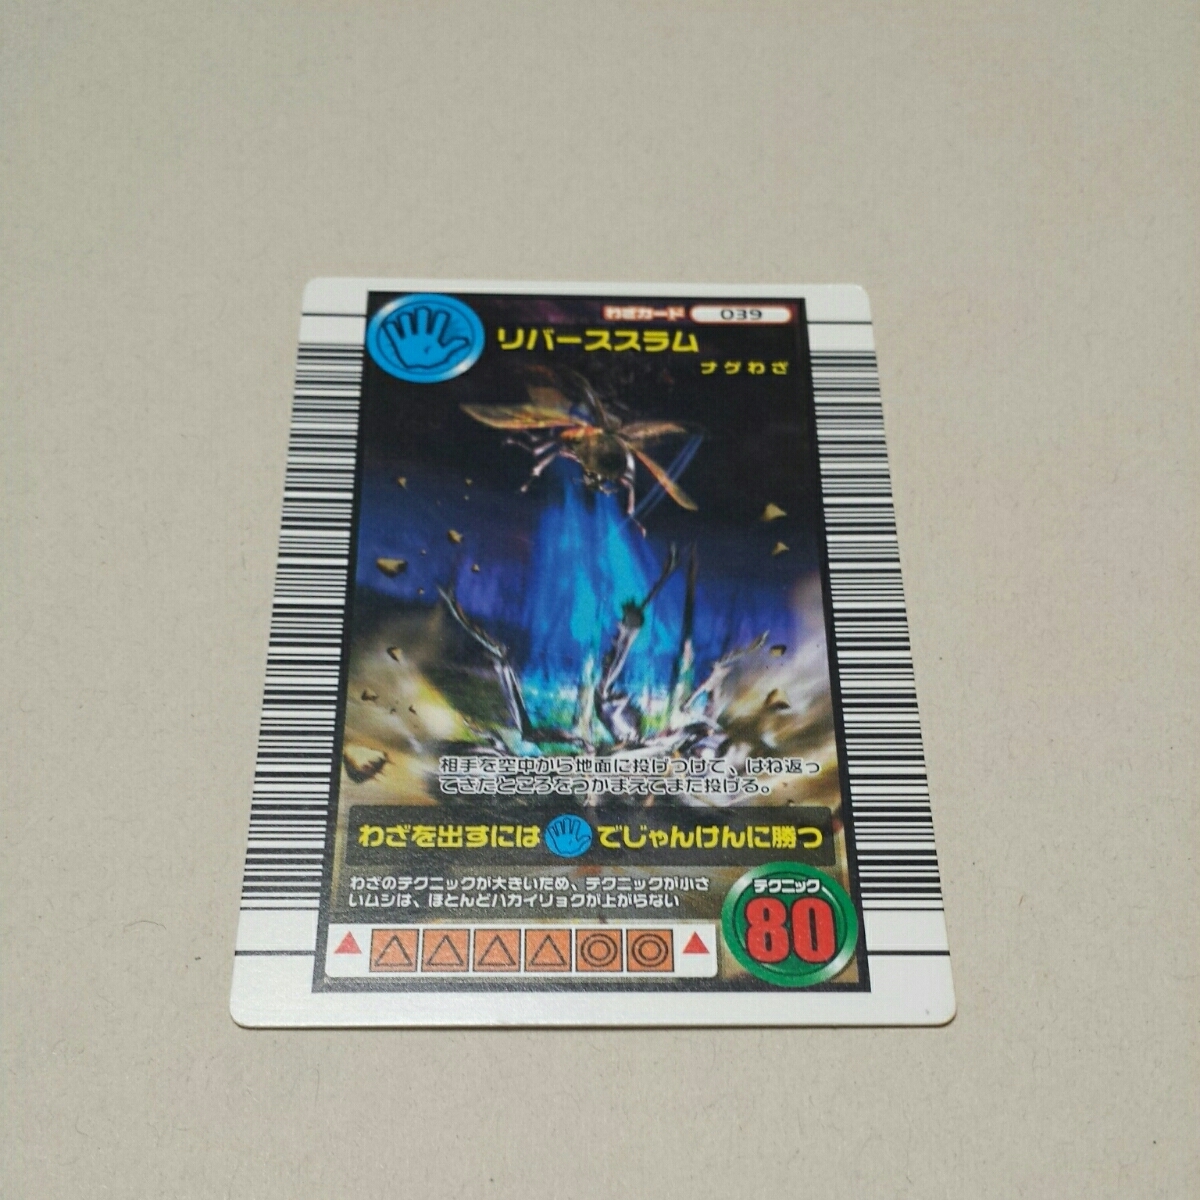 わざカード 039
リバーススラム
ナゲわざ
相手を空中から地面に投げつけて、はね返っ
てきたところをつかまえてまた投げる。
わざを出すには でじゃんけんに勝つ
わざのテクニックが大きいため、テクニックが小さ
いムシは、ほとんどハカイリョクが上がらない
テクニック
80